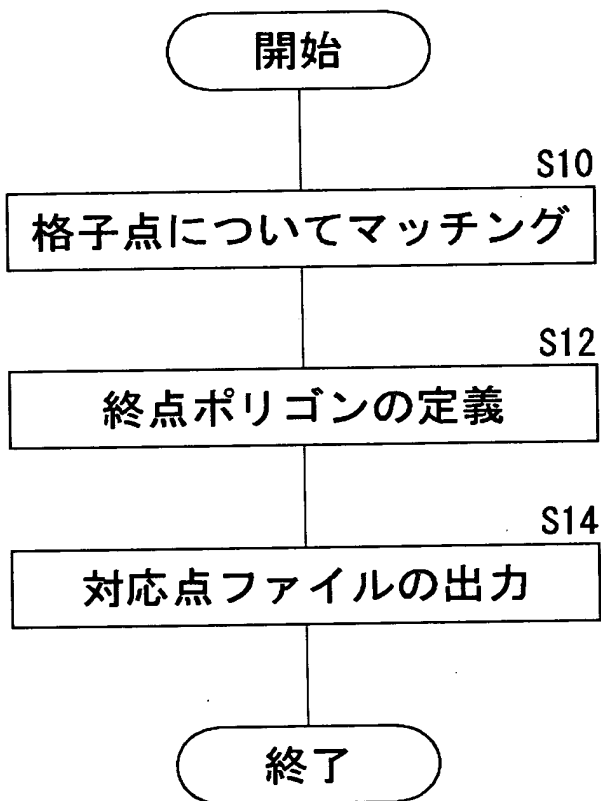 開始
S10
格子点についてマッチング
S12
終点ポリゴンの定義
S14
対応点ファイルの出力
終了